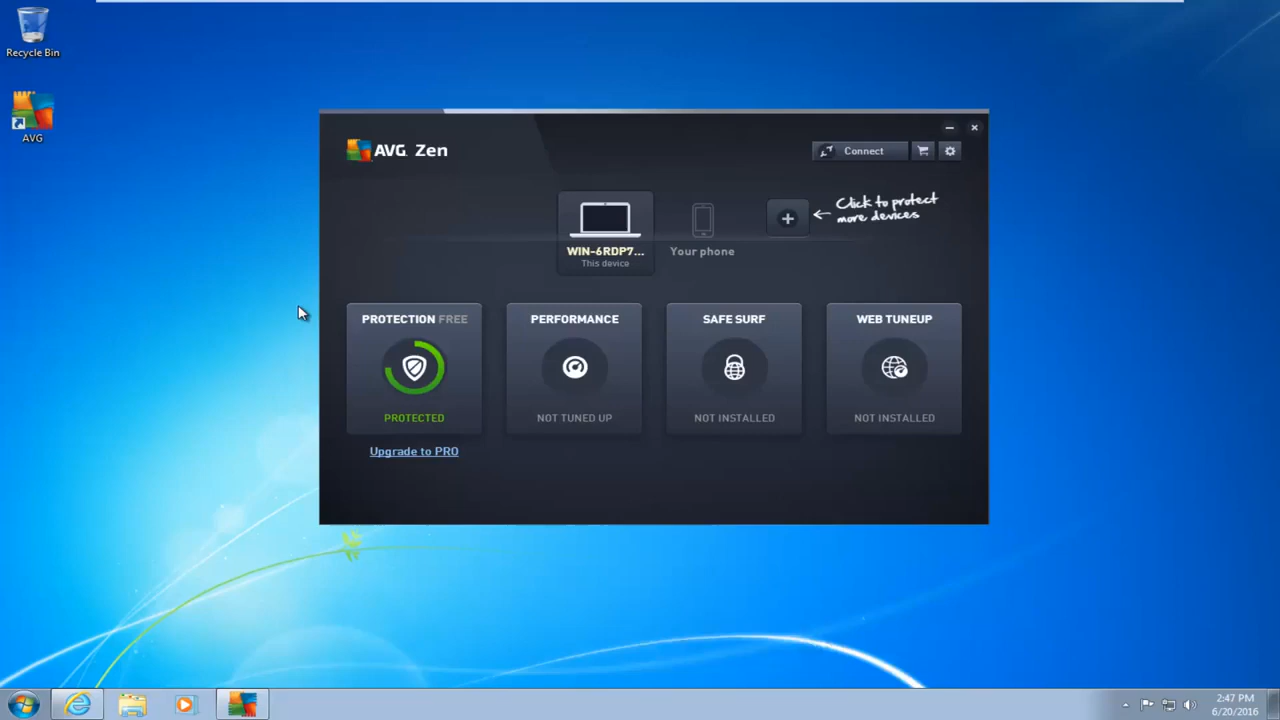 Recycle Bin
AVG
AVG. Zen
Connect
Click to protect
more devices
WIN-6RDP7...
This device
Your phone
PROTECTION FREE
PROTECTED
Upgrade to PRO
PERFORMANCE
NOT TUNED UP
SAFE SURF
NOT INSTALLED
WEB TUNEUP
NOT INSTALLED
2:47 PM
6/20/2016